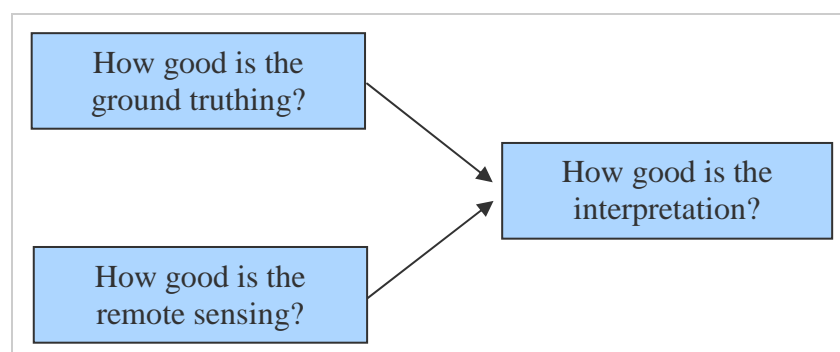 How good is the
ground truthing?
How good is the
interpretation?
How good is the
remote sensing?